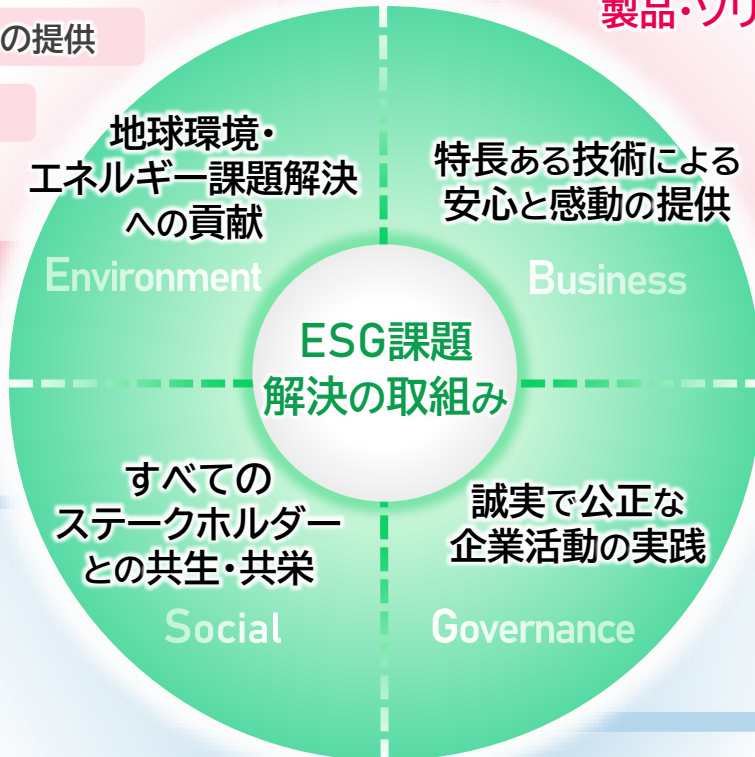 の提供
製品・ソリ
地球環境・
エネルギー課題解決
への貢献
Environment
特長ある技術による
安心と感動の提供
Business
ESG課題
解決の取組み
すべての
ステークホルダー
との共生・共栄
Social
誠実で公正な
企業活動の実践
Governance